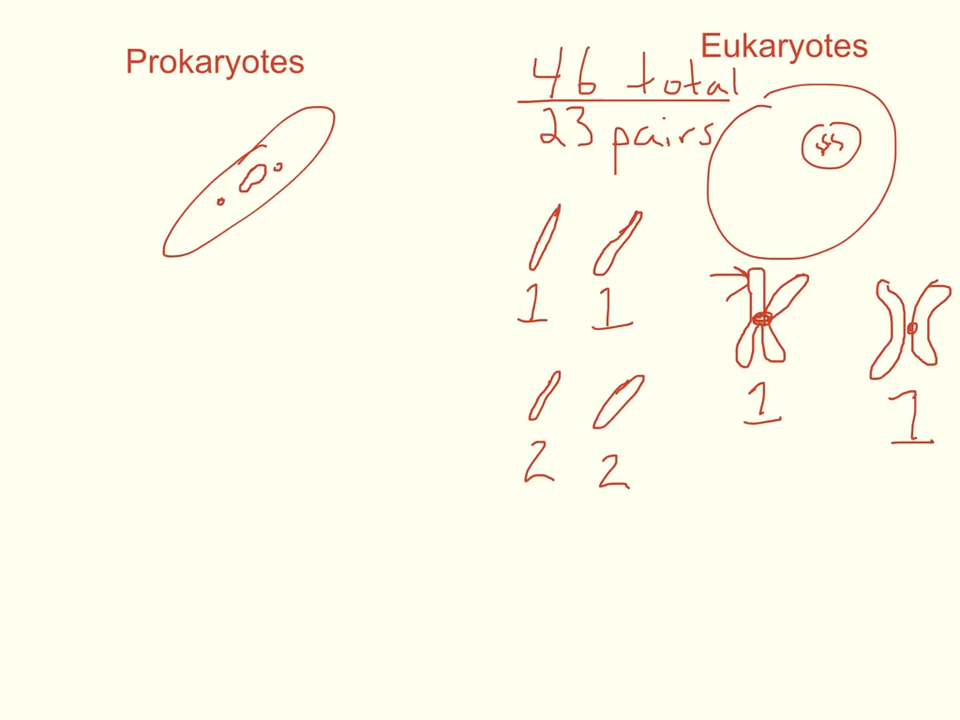 Prokaryotes
Eukaryotes
46 total
23 pairs
1 1
1
1
2 2